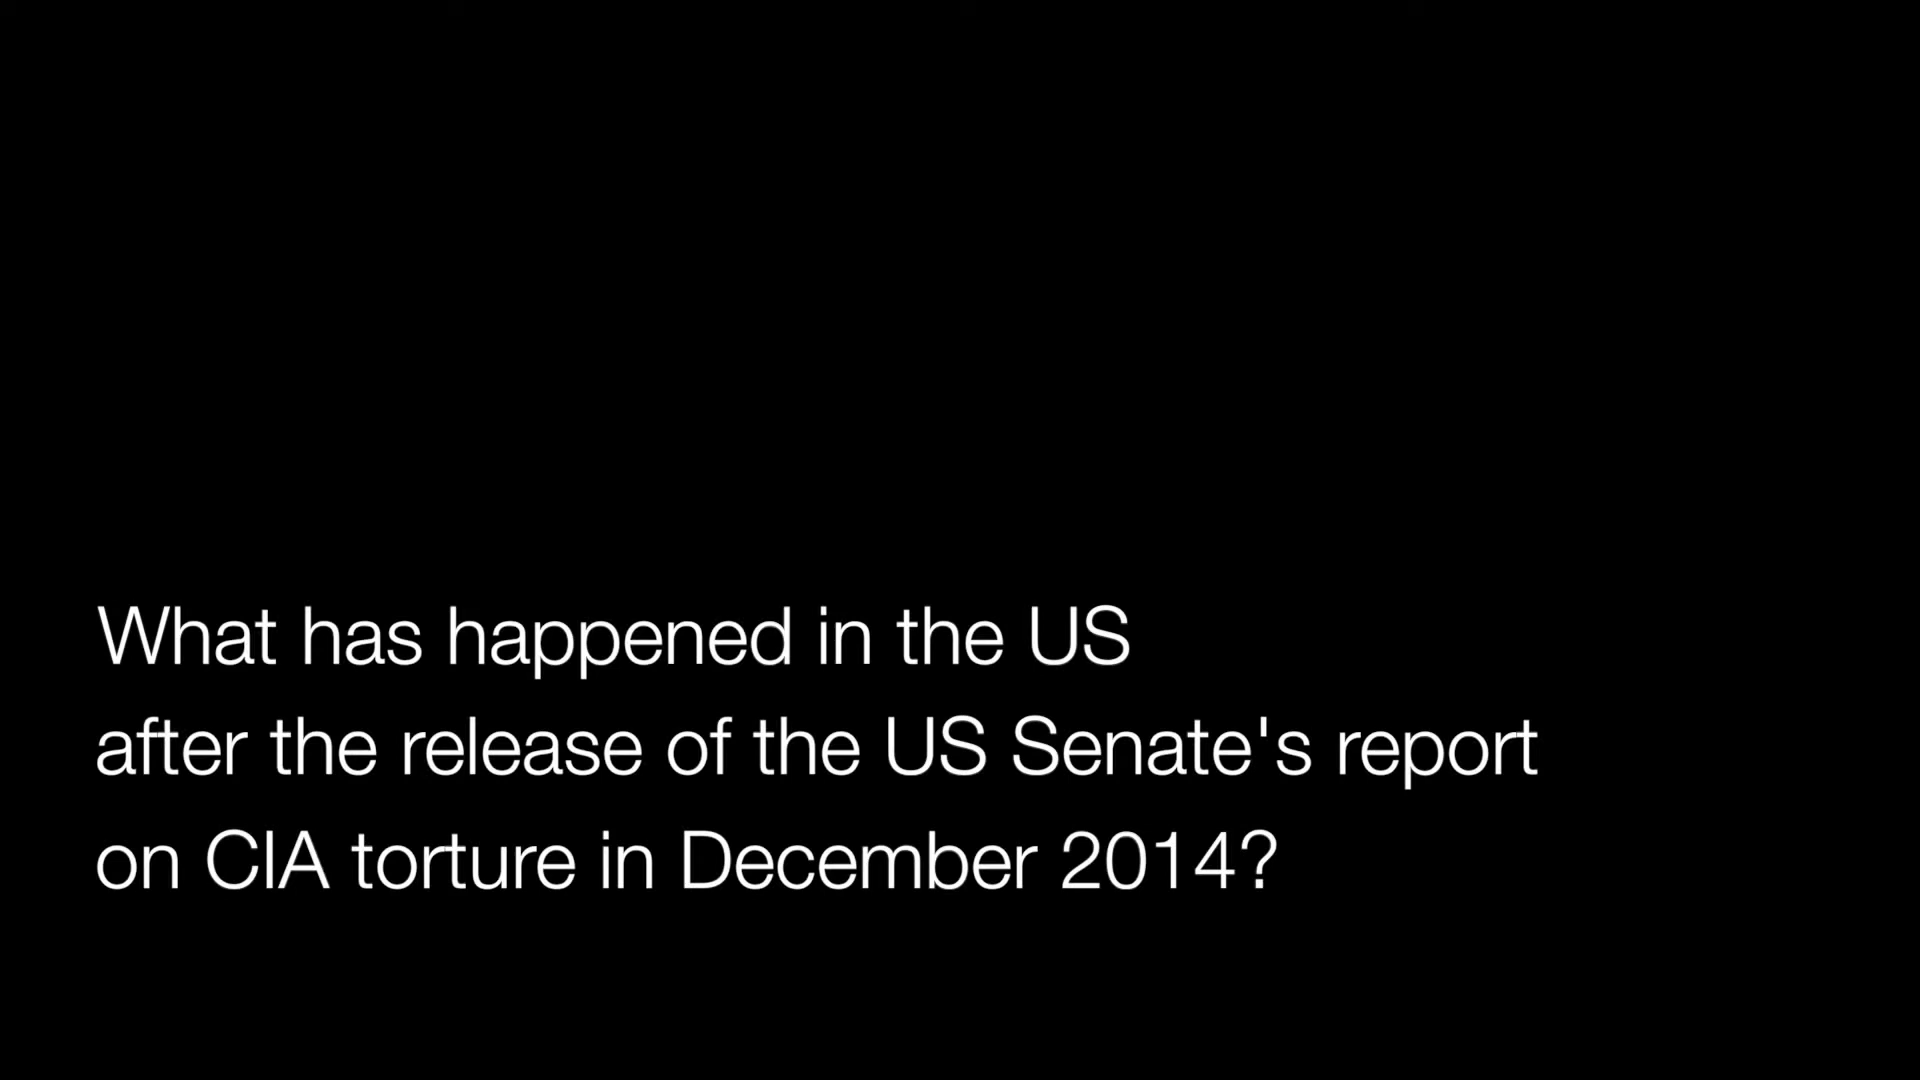 What has happened in the US
after the release of the US Senate's report
on CIA torture in December 2014?